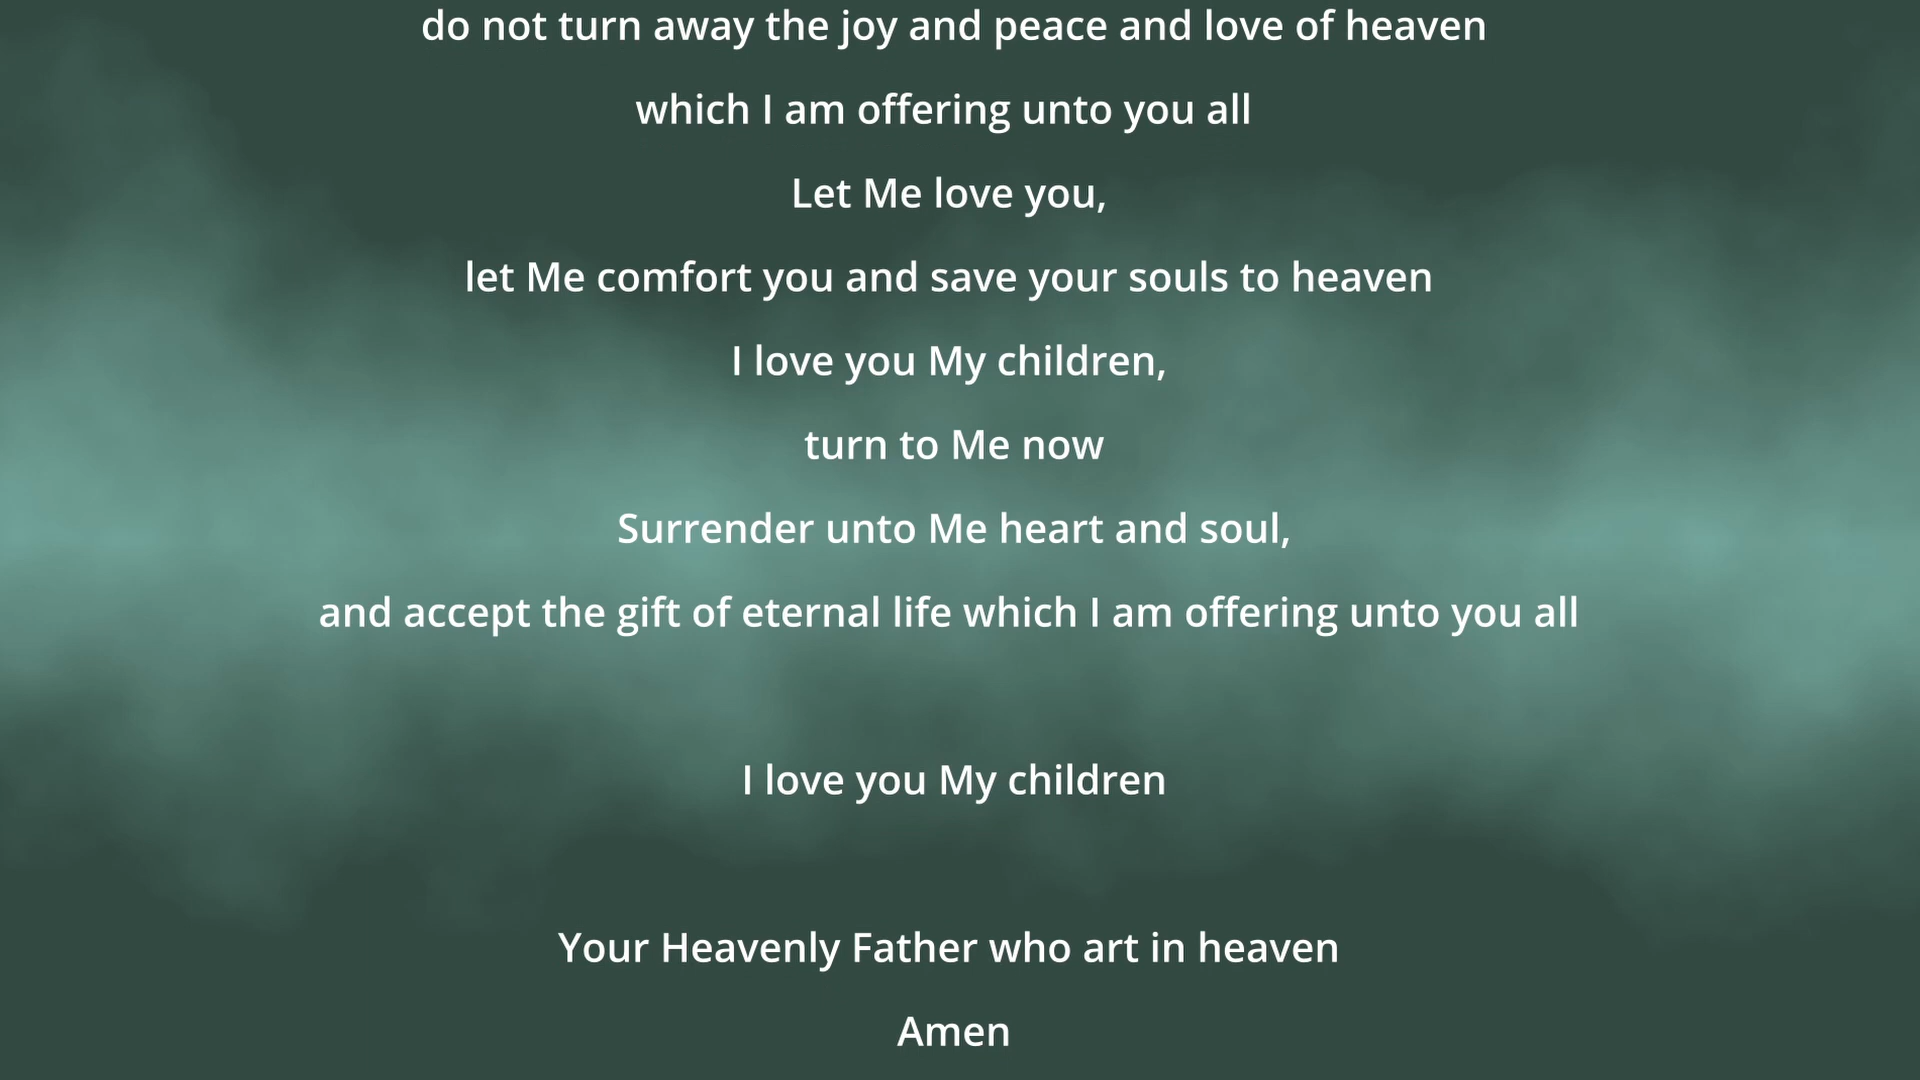 do not turn away the joy and peace and love of heaven
which I am offering unto you all
Let Me love you,
let Me comfort you and save your souls to heaven
I love you My children,
turn to Me now
Surrender unto Me heart and soul,
and accept the gift of eternal life which I am offering unto you all
I love you My children
Your Heavenly Father who art in heaven
Amen